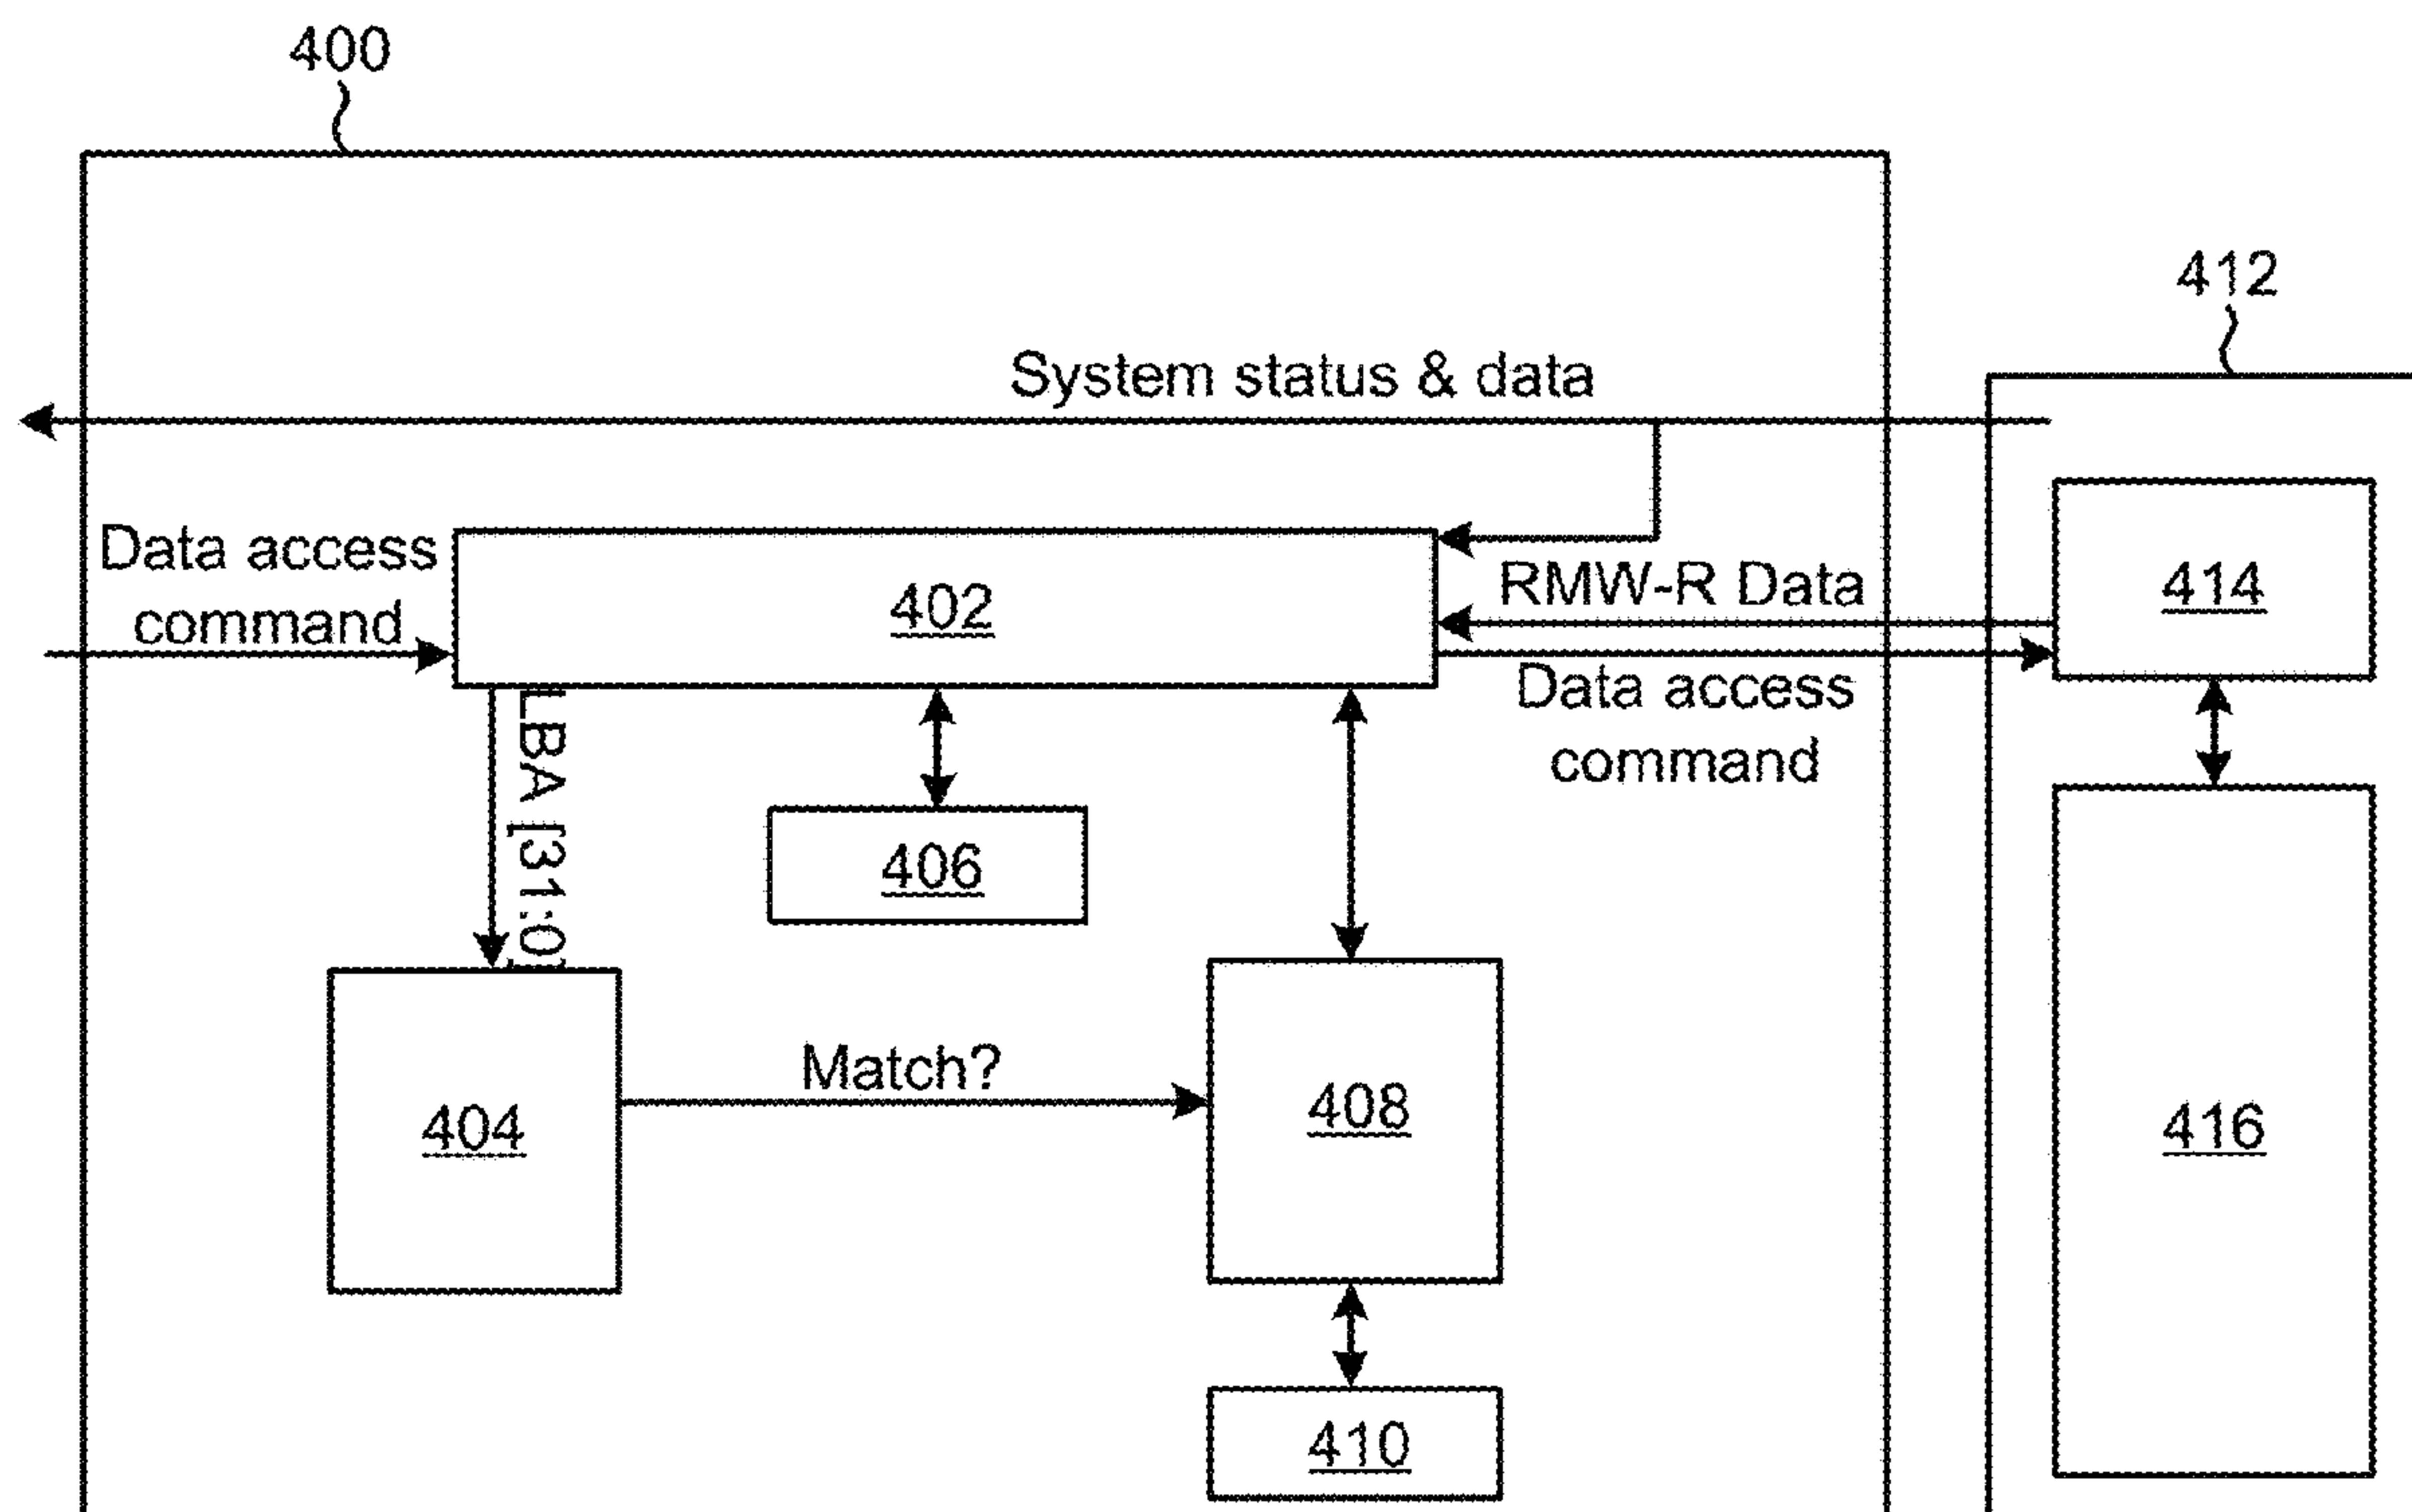 400
412
System status & data
Data access
command
402
RMW-R Data
414
Data access
command
LBA [31:0]
406
Match?
404
408
416
410